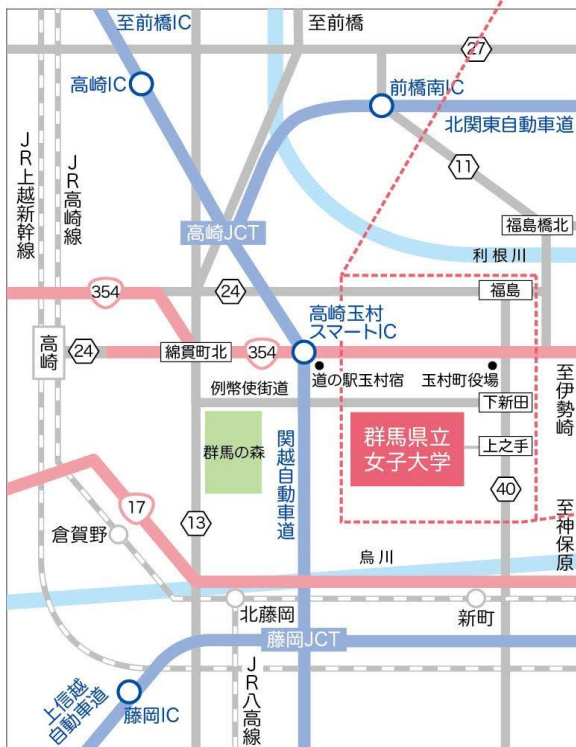 至前橋IC
至前橋
27
高崎IC
前橋南IC
北関東自動車道
JR上越新幹線
JR高崎線
11
高崎JCT
福島橋北
利根川
354
24
福島
高崎玉村
スマートIC
高崎
24
綿貫町北
354
道の駅玉村宿
玉村町役場
至伊勢崎
例幣使街道
下新田
群馬の森
関越自動車道
群馬県立
女子大学
上之手
17
13
40
至神保原
倉賀野
烏川
北藤岡
新町
藤岡JCT
上信越
自動車道
藤岡IC
JR八高線